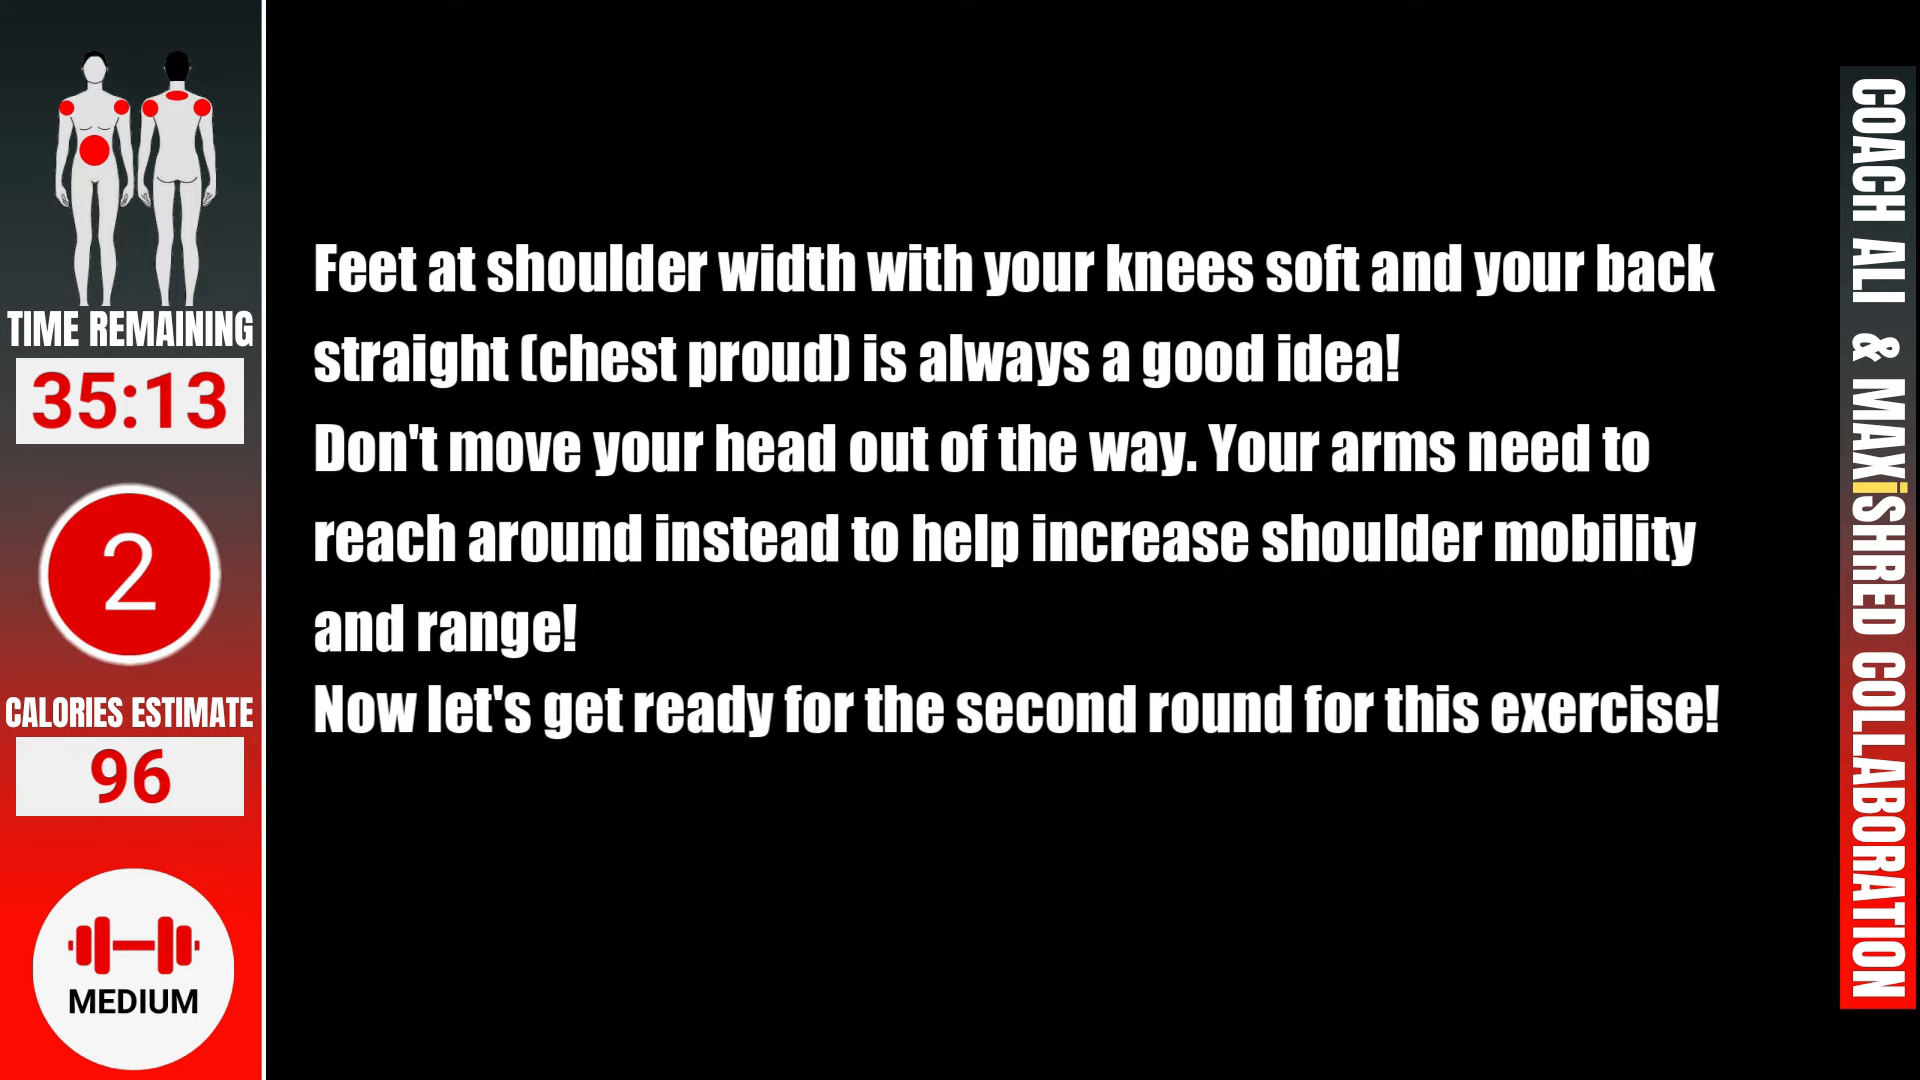 TIME REMAINING
35:13
2
CALORIES ESTIMATE
96
MEDIUM
Feet at shoulder width with your knees soft and your back
straight (chest proud) is always a good idea!
Don't move your head out of the way. Your arms need to
reach around instead to help increase shoulder mobility
and range!
Now let's get ready for the second round for this exercise!
COACH ALI & MAXiSHRED COLLABORATION